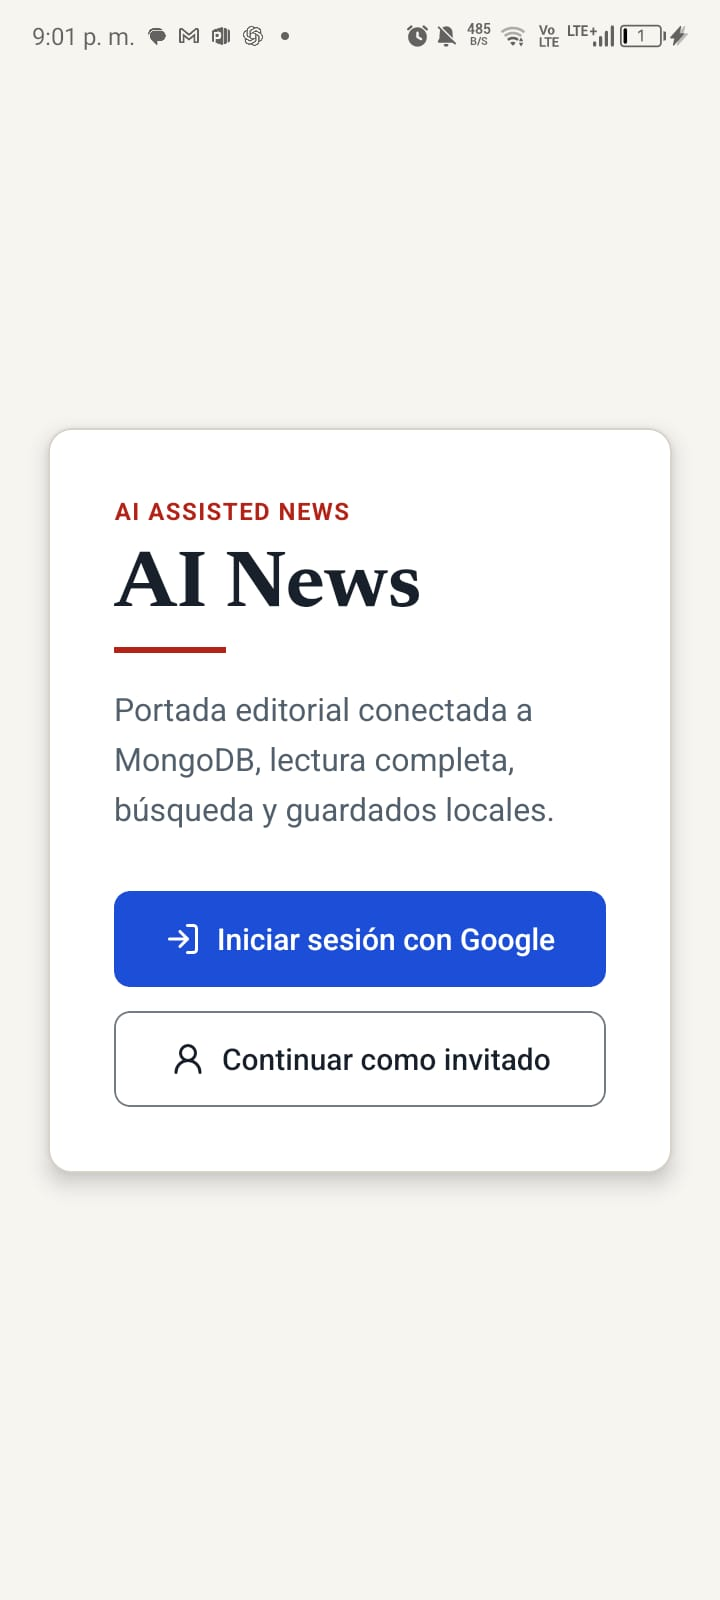 9:01 p. m.
485 B/S
Vo LTE
LTE+
1
AI ASSISTED NEWS
AI News
Portada editorial conectada a
MongoDB, lectura completa,
búsqueda y guardados locales.
Iniciar sesión con Google
Continuar como invitado